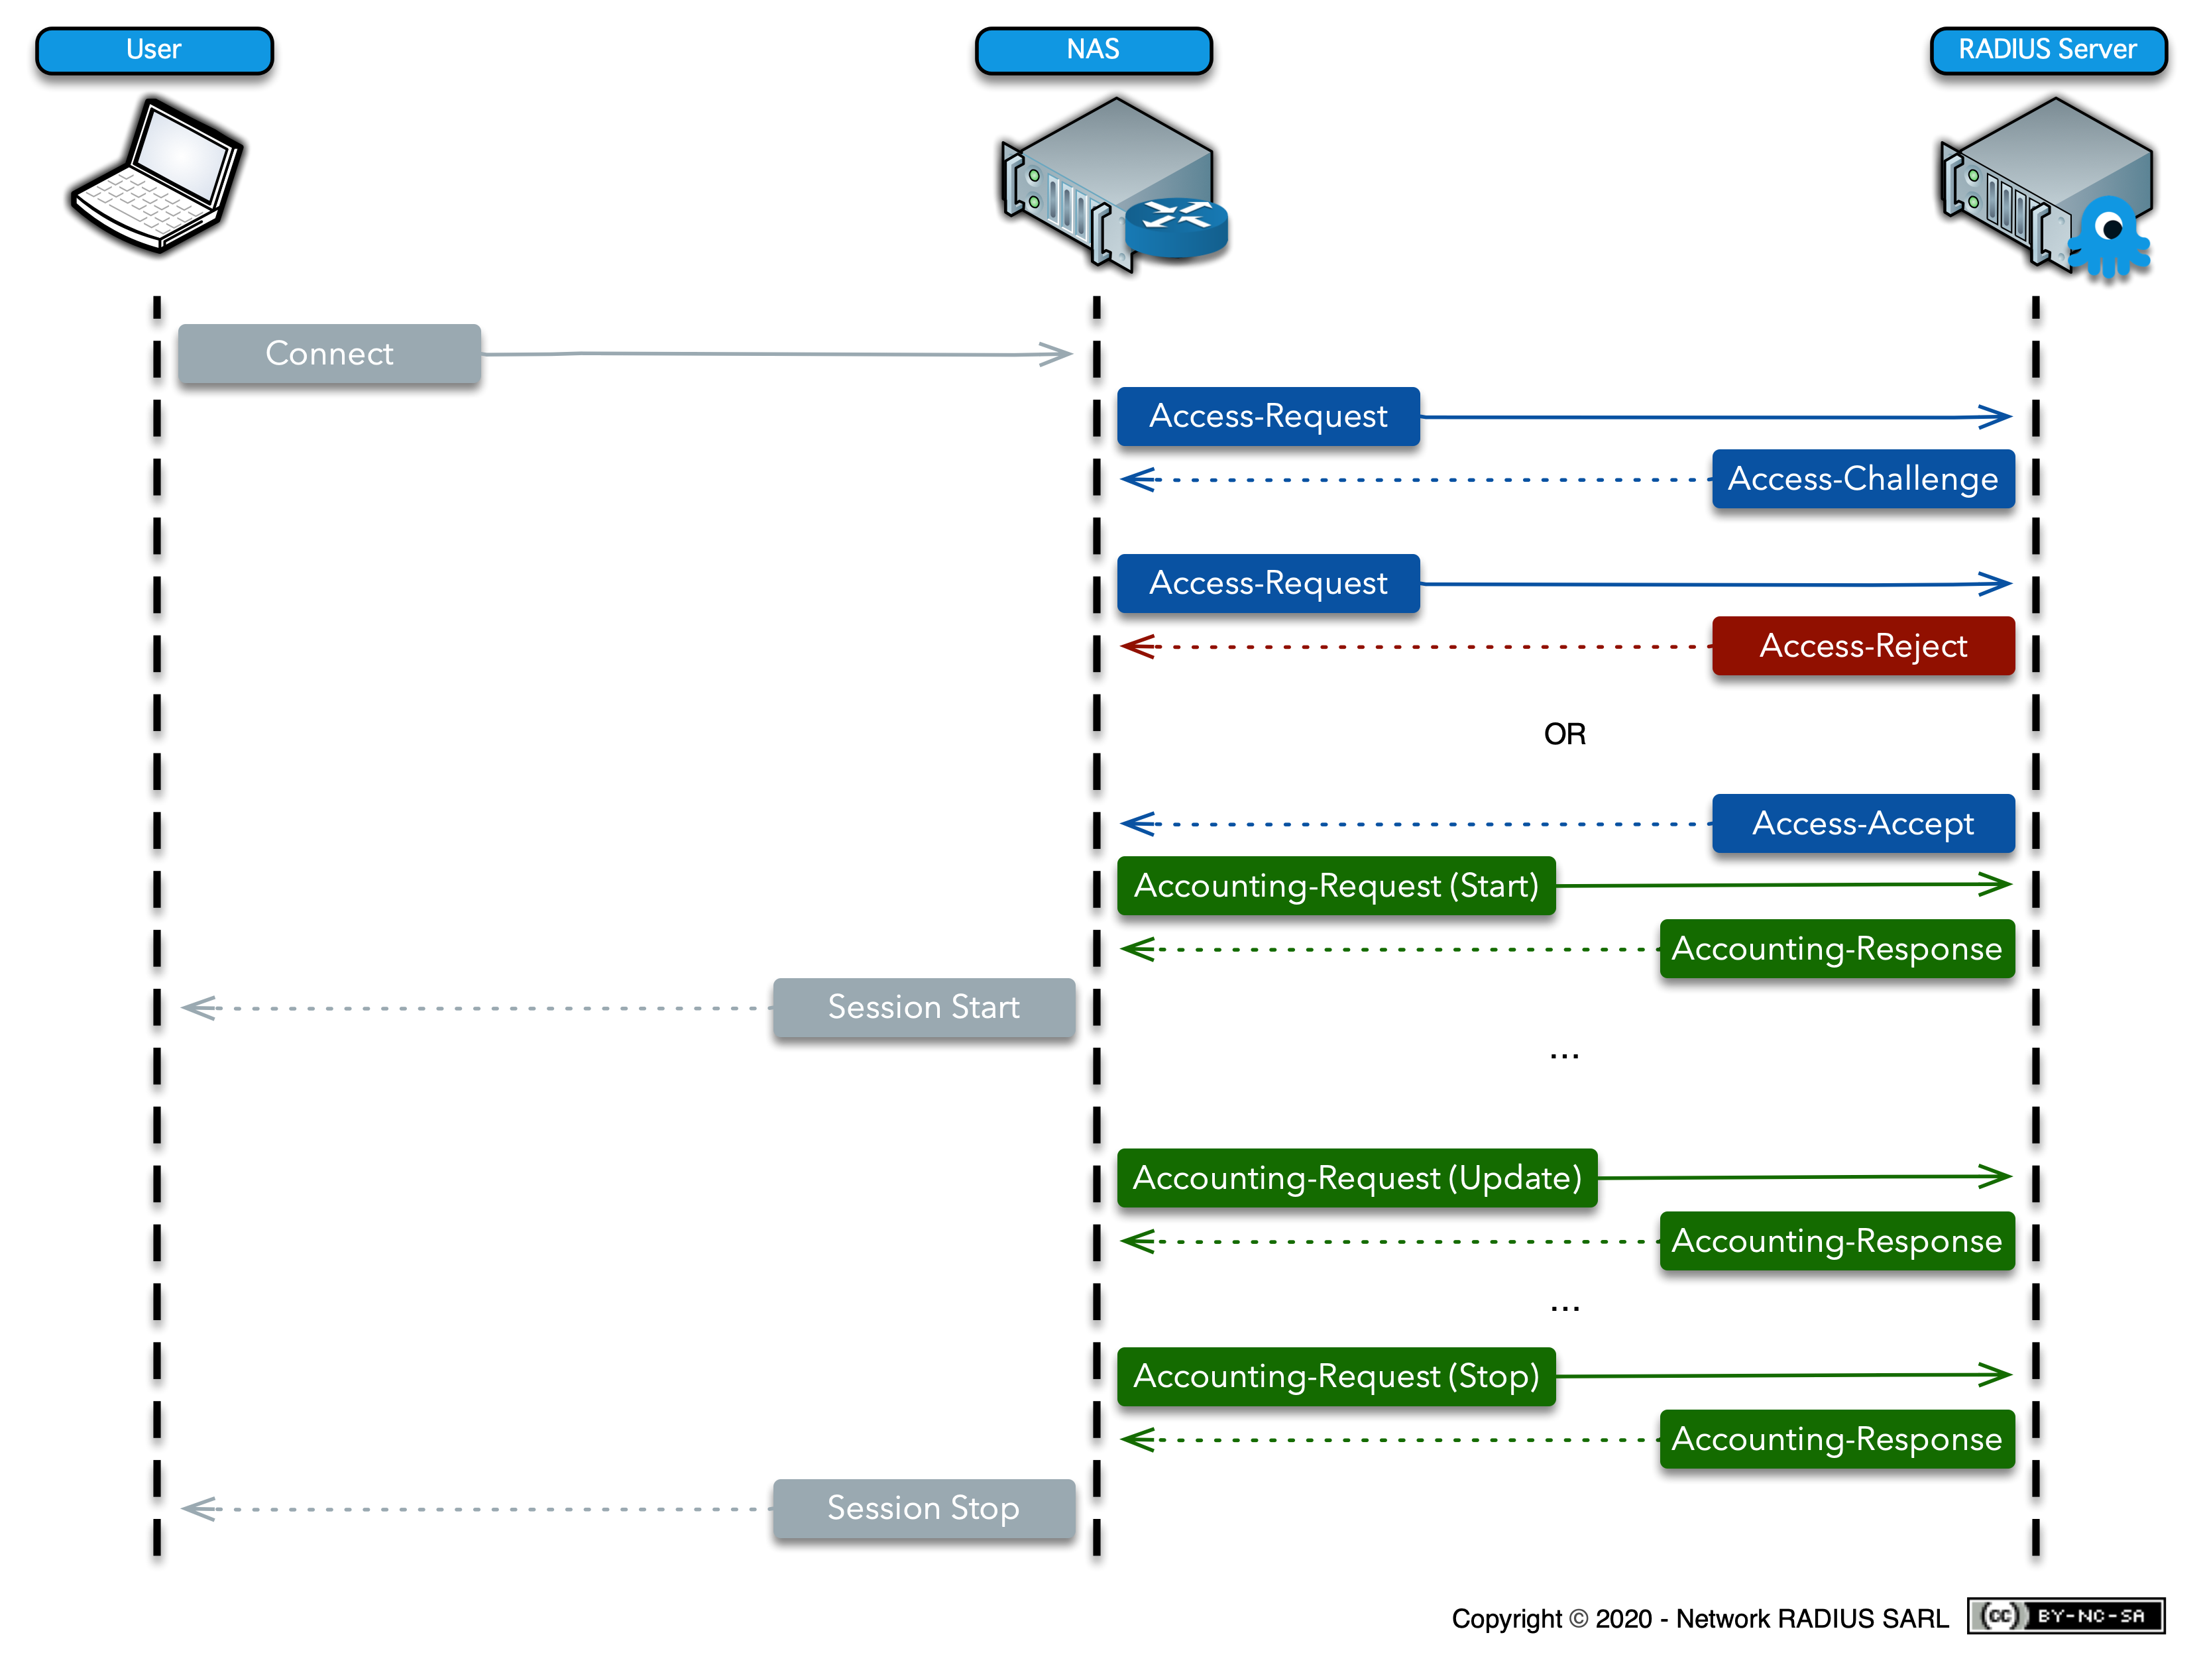 User
NAS
RADIUS Server
Connect
Access-Request
Access-Challenge
Access-Request
Access-Reject
OR
Access-Accept
Accounting-Request (Start)
Accounting-Response
Session Start
...
Accounting-Request (Update)
Accounting-Response
...
Accounting-Request (Stop)
Accounting-Response
Session Stop
Copyright © 2020 - Network RADIUS SARL (cc) BY-NC-SA